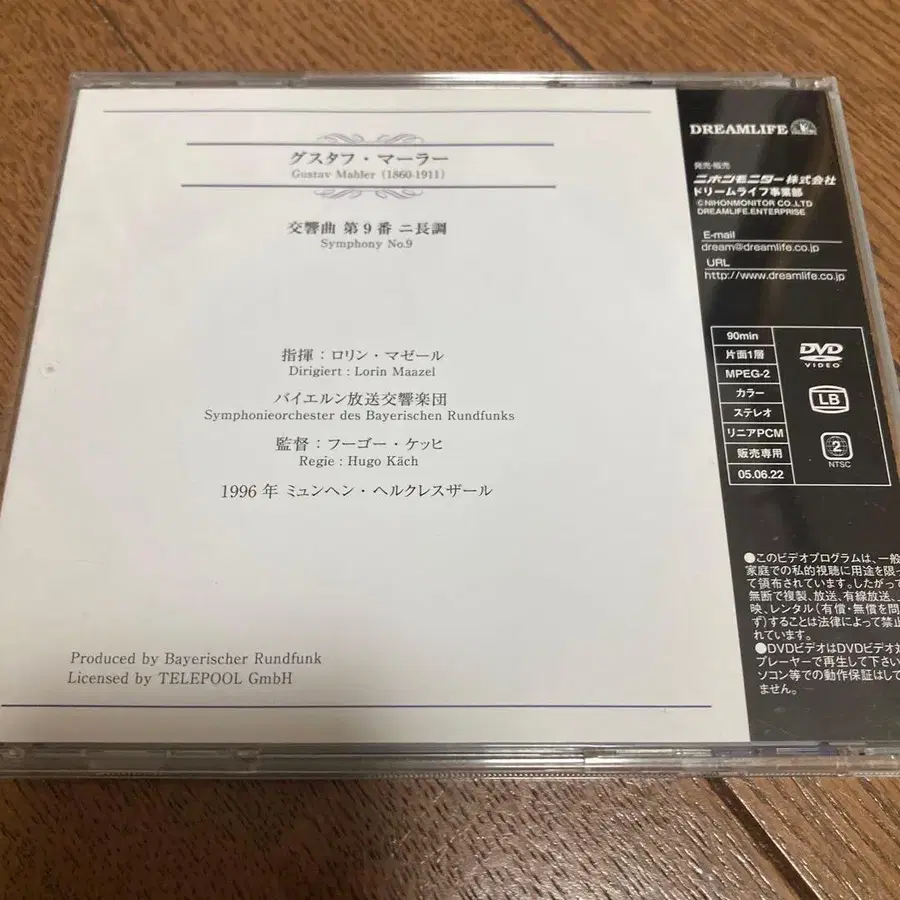 グスタフ・マーラー
Gustav Mahler (1860-1911)
交響曲 第9番 ニ長調
Symphony No.9
指揮：ロリン・マゼール
Dirigiert : Lorin Maazel
バイエルン放送交響楽団
Symphonieorchester des Bayerischen Rundfunks
監督：フーゴー・ケッヒ
Regie : Hugo Käch
1996年 ミュンヘン・ヘルクレスザール
Produced by Bayerischer Rundfunk
Licensed by TELEPOOL GmbH
DREAMLIFE
発売・販売
ニホンモニター株式会社
ドリームライフ事業部
©NIHONMONITOR CO.,LTD
DREAMLIFE.ENTERPRISE
E-mail
dream@dreamlife.co.jp
URL
http://www.dreamlife.co.jp
90min
片面1層
MPEG-2
カラー
ステレオ
リニアPCM
販売専用
05.06.22
DVD
VIDEO
LB
2
NTSC
●このビデオプログラムは、一般
家庭での私的視聴に用途を限っ
て領布されています。したがって
無断で複製、放送、有線放送、
映、レンタル(有償・無償を問
ず)することは法律によって禁止
れています。
●DVDビデオはDVDビデオ対
プレーヤーで再生して下さい
ソコン等での動作保証はして
ません。